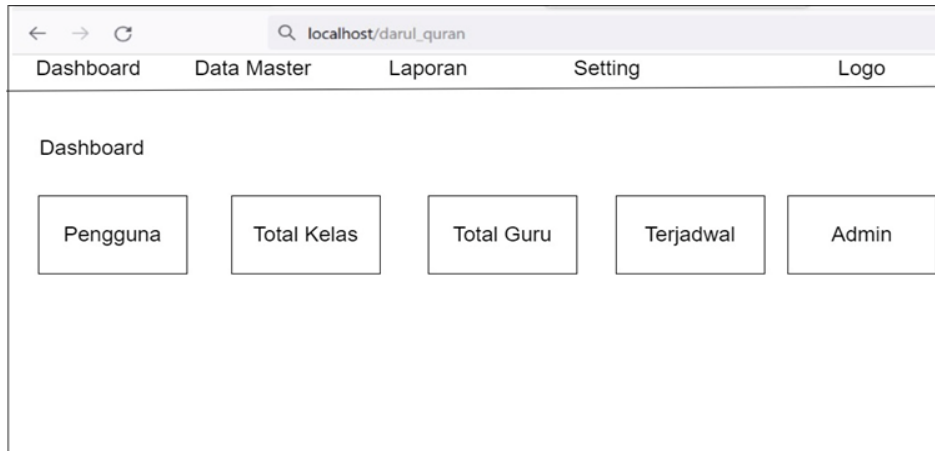 localhost/darul_quran
Dashboard Data Master Laporan Setting Logo
Dashboard
Pengguna Total Kelas Total Guru Terjadwal Admin